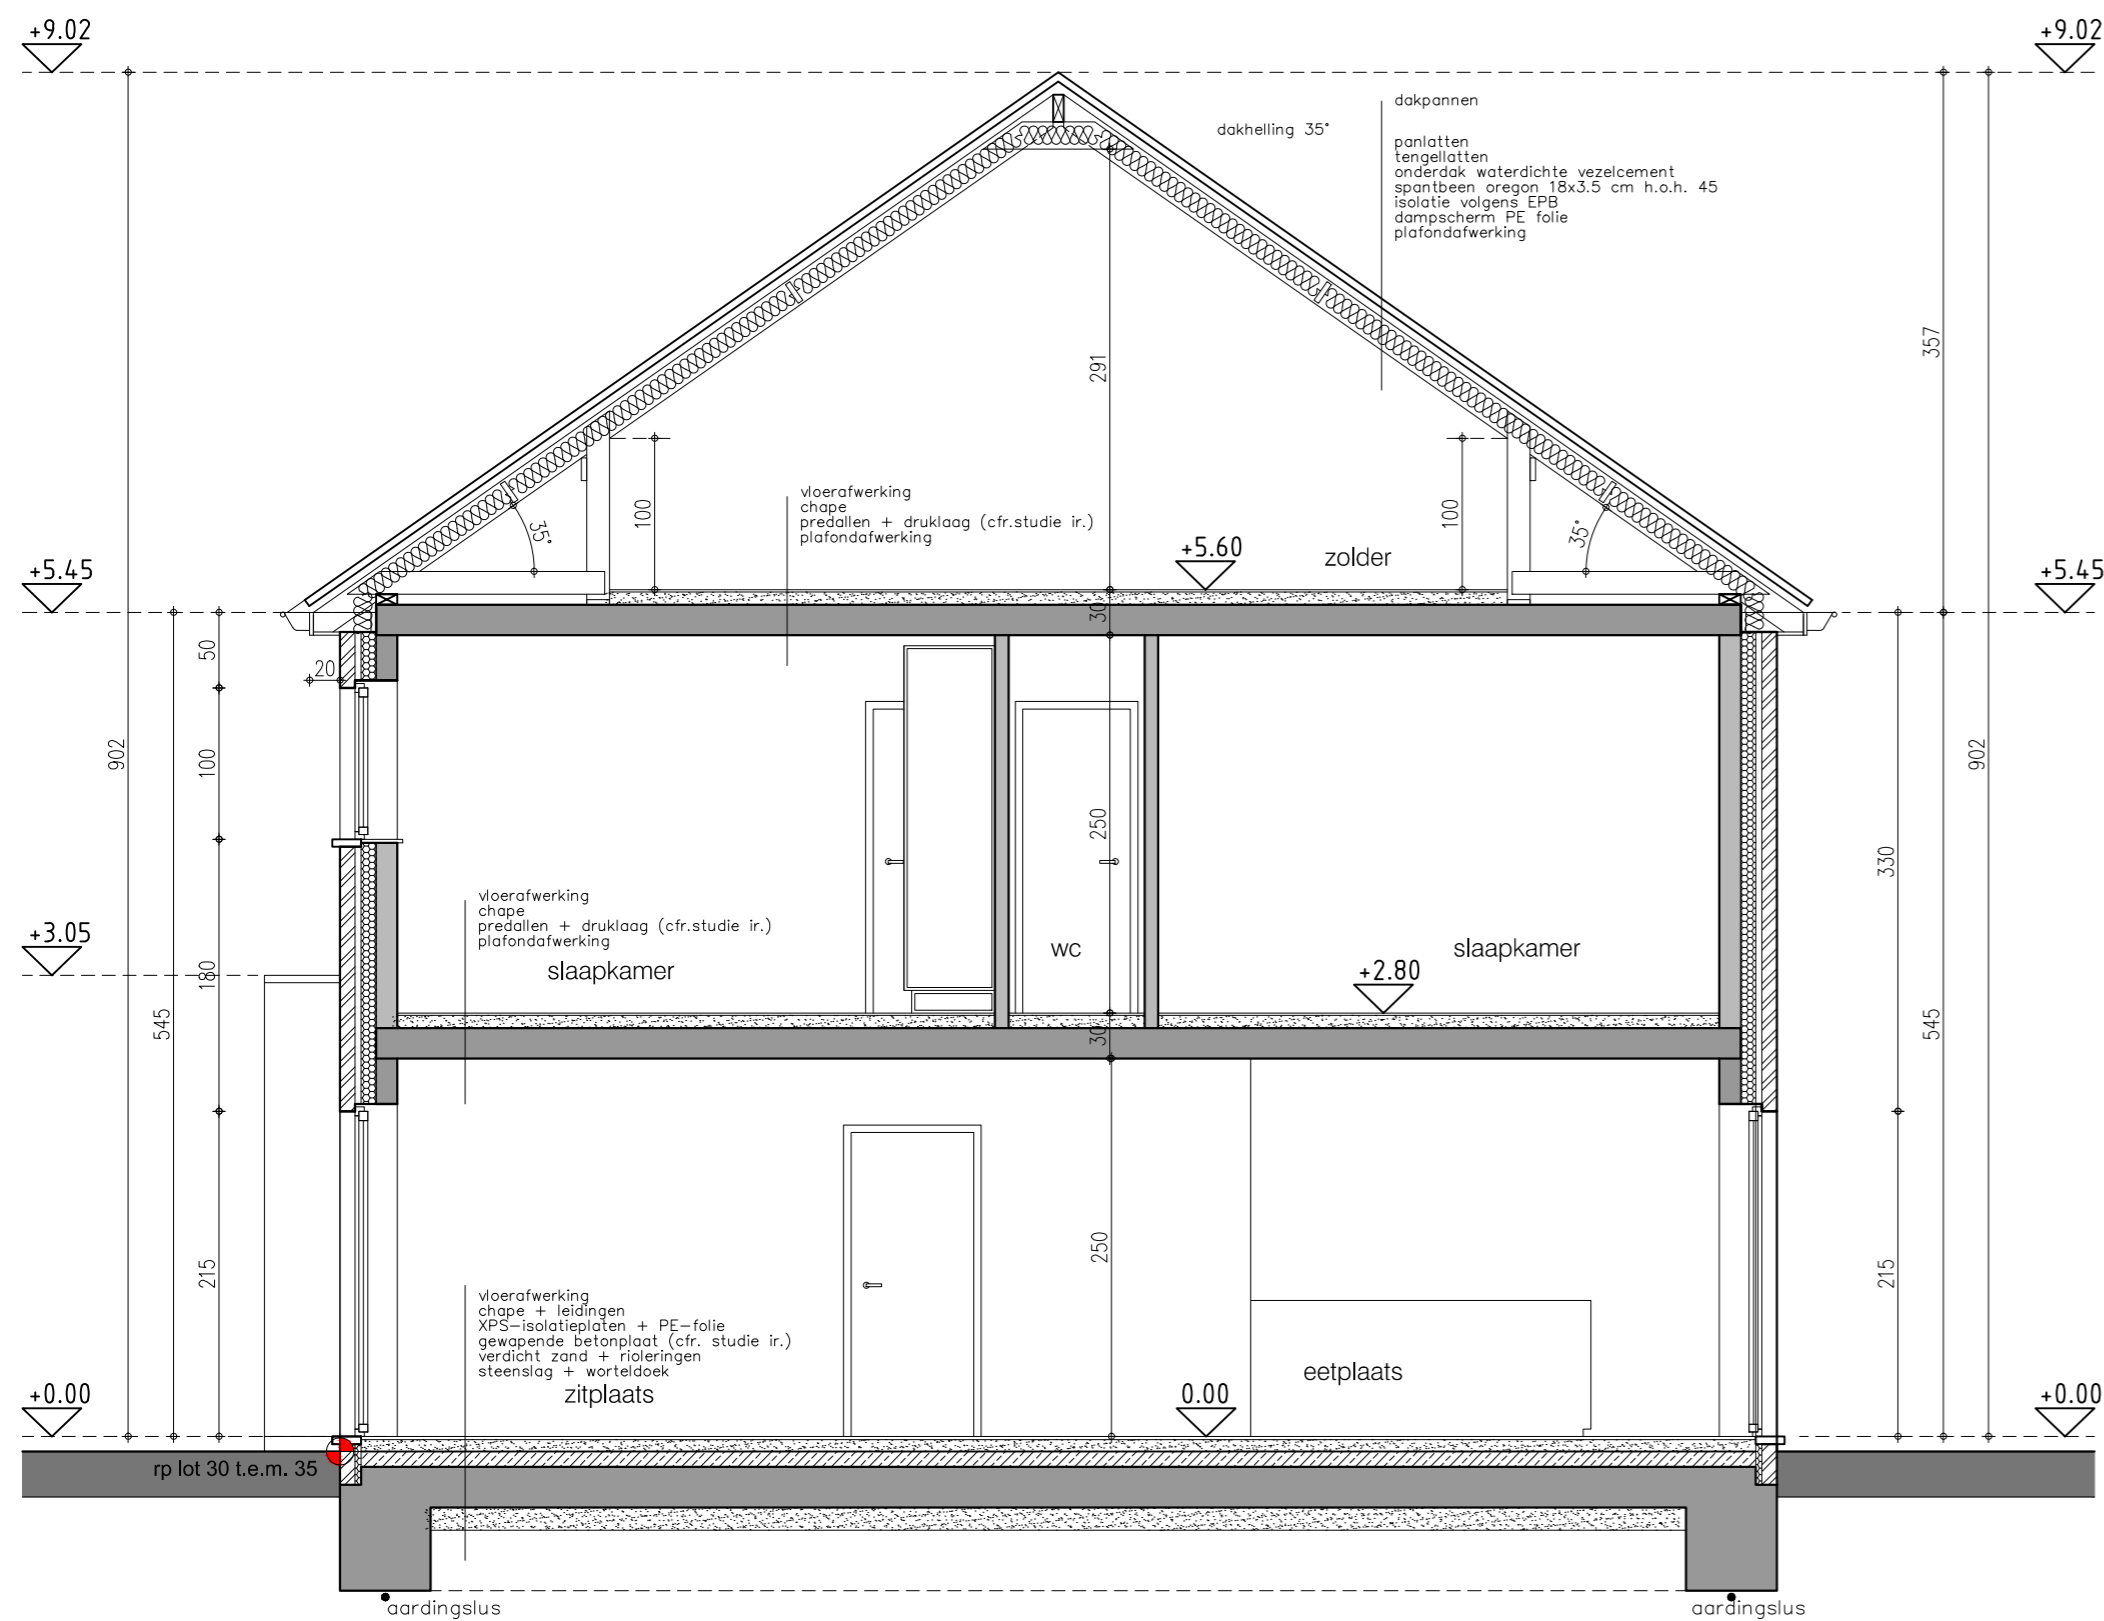 +9.02
+9.02
dakpannen
dakhelling 35°
panlatten
tengellatten
onderdak waterdichte vezelcement
spantbeen oregon 18x3.5 cm h.o.h. 45
isolatie volgens EPB
dampscherm PE folie
plafondafwerking
357
291
100
100
vloerafwerking
chape
predallen + druklaag (cfr.studie ir.)
plafondafwerking
35°
35°
+5.60
zolder
+5.45
+5.45
30
50
20
902
100
902
250
330
vloerafwerking
chape
predallen + druklaag (cfr.studie ir.)
plafondafwerking
+3.05
slaapkamer
wc
slaapkamer
+2.80
180
545
545
30
250
215
215
vloerafwerking
chape + leidingen
XPS-isolatieplaten + PE-folie
gewapende betonplaat (cfr. studie ir.)
verdicht zand + rioleringen
steenslag + worteldoek
zitplaats
eetplaats
+0.00
0.00
+0.00
rp lot 30 t.e.m. 35
aardingslus
aardingslus